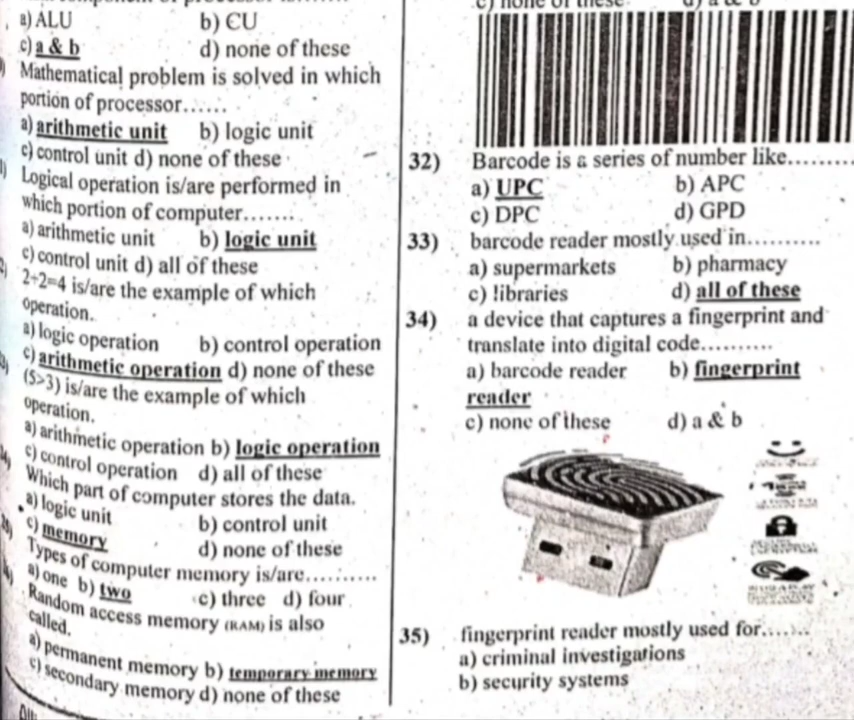 a) ALU b) CU
c) a & b d) none of these
Mathematical problem is solved in which
portion of processor......
a) arithmetic unit b) logic unit
c) control unit d) none of these
Logical operation is/are performed in
which portion of computer.......
a) arithmetic unit b) logic unit
c) control unit d) all of these
2+2=4 is/are the example of which
operation.
a) logic operation b) control operation
c) arithmetic operation d) none of these
(5>3) is/are the example of which
operation.
a) arithmetic operation b) logic operation
c) control operation d) all of these
Which part of computer stores the data.
a) logic unit b) control unit
c) memory d) none of these
Types of computer memory is/are..........
a) one b) two c) three d) four
Random access memory (RAM) is also
called.
a) permanent memory b) temporary memory
c) secondary memory d) none of these
32) Barcode is a series of number like.........
a) UPC b) APC
c) DPC d) GPD
33) barcode reader mostly used in..........
a) supermarkets b) pharmacy
c) libraries d) all of these
34) a device that captures a fingerprint and
translate into digital code..........
a) barcode reader b) fingerprint
reader
c) none of these d) a & b
35) fingerprint reader mostly used for.......
a) criminal investigations
b) security systems